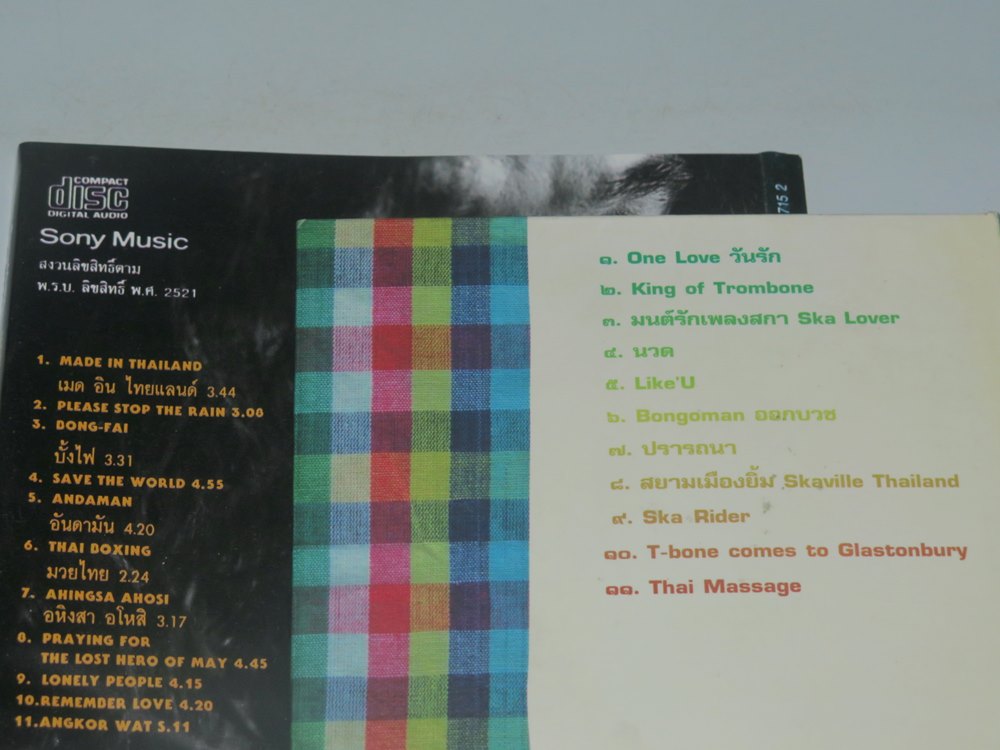 COMPACT
disc
DIGITAL AUDIO
Sony Music
สงวนลิขสิทธิ์ตาม
พ.ร.บ. ลิขสิทธิ์ พ.ศ. 2521
1. MADE IN THAILAND
เมด อิน ไทยแลนด์ 3.44
2. PLEASE STOP THE RAIN 3.08
3. BONG-FAI
บั้งไฟ 3.31
4. SAVE THE WORLD 4.55
5. ANDAMAN
อันดามัน 4.20
6. THAI BOXING
มวยไทย 2.24
7. AHINGSA AHOSI
อหิงสา อโหสิ 3.17
8. PRAYING FOR
THE LOST HERO OF MAY 4.45
9. LONELY PEOPLE 4.15
10. REMEMBER LOVE 4.20
11. ANGKOR WAT 5.11
715 2
๑. One Love วันรัก
๒. King of Trombone
๓. มนต์รักเพลงสกา Ska Lover
๔. นวด
๕. Like'U
๖. Bongoman ออกบวช
๗. ปรารถนา
๘. สยามเมืองยิ้ม Skaville Thailand
๙. Ska Rider
๑๐. T-bone comes to Glastonbury
๑๑. Thai Massage